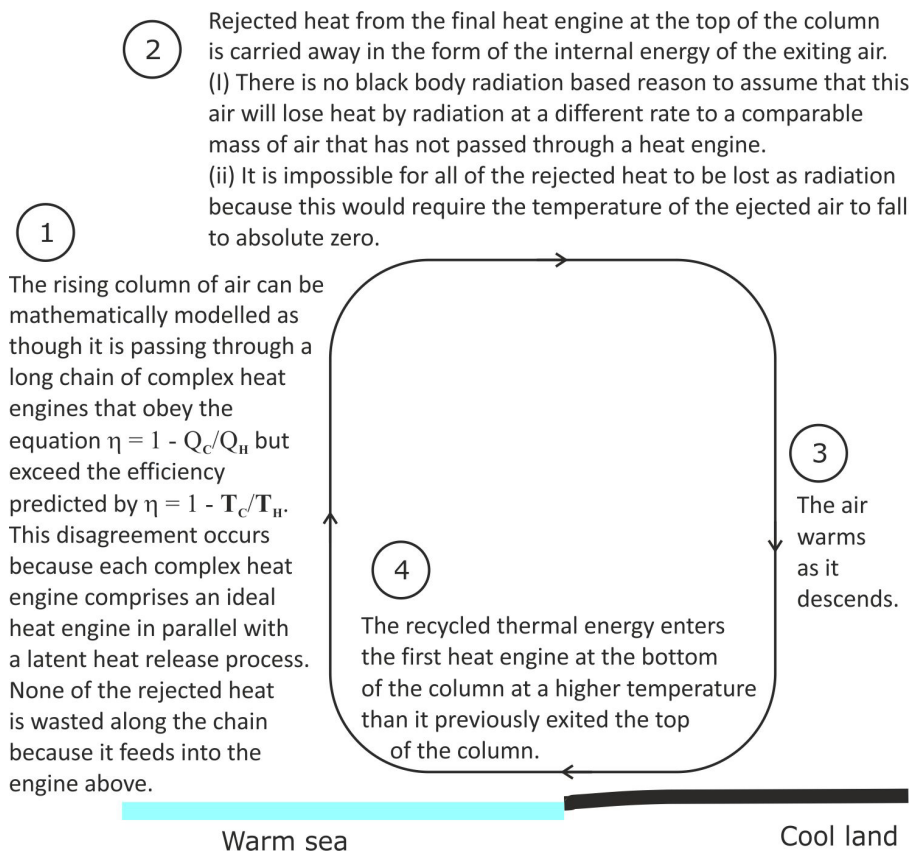 2
Rejected heat from the final heat engine at the top of the column
is carried away in the form of the internal energy of the exiting air.
(I) There is no black body radiation based reason to assume that this
air will lose heat by radiation at a different rate to a comparable
mass of air that has not passed through a heat engine.
(ii) It is impossible for all of the rejected heat to be lost as radiation
because this would require the temperature of the ejected air to fall
to absolute zero.
1
The rising column of air can be
mathematically modelled as
though it is passing through a
long chain of complex heat
engines that obey the
equation η = 1 - Q_C/Q_H but
exceed the efficiency
predicted by η = 1 - T_C/T_H.
This disagreement occurs
because each complex heat
engine comprises an ideal
heat engine in parallel with
a latent heat release process.
None of the rejected heat
is wasted along the chain
because it feeds into the
engine above.
3
The air
warms
as it
descends.
4
The recycled thermal energy enters
the first heat engine at the bottom
of the column at a higher temperature
than it previously exited the top
of the column.
Warm sea
Cool land